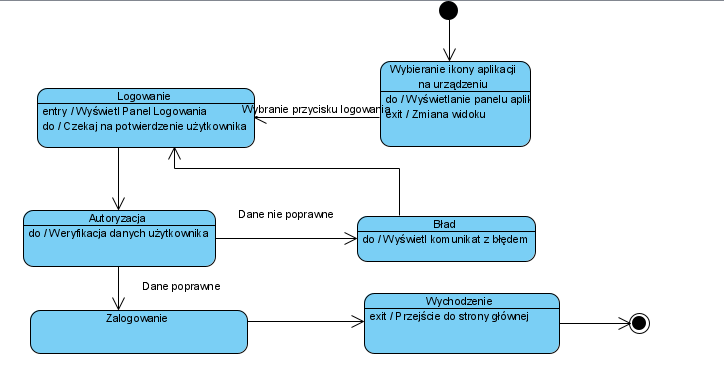 Wybieranie ikony aplikacji
na urządzeniu
do / Wyświetlanie panelu aplik
exit / Zmiana widoku
Wybranie przycisku logowania
Logowanie
entry / Wyświetl Panel Logowania
do / Czekaj na potwierdzenie użytkownika
Autoryzacja
do / Weryfikacja danych użytkownika
Dane nie poprawne
Bład
do / Wyświetl komunikat z błędem
Dane poprawne
Zalogowanie
Wychodzenie
exit / Przejście do strony głównej